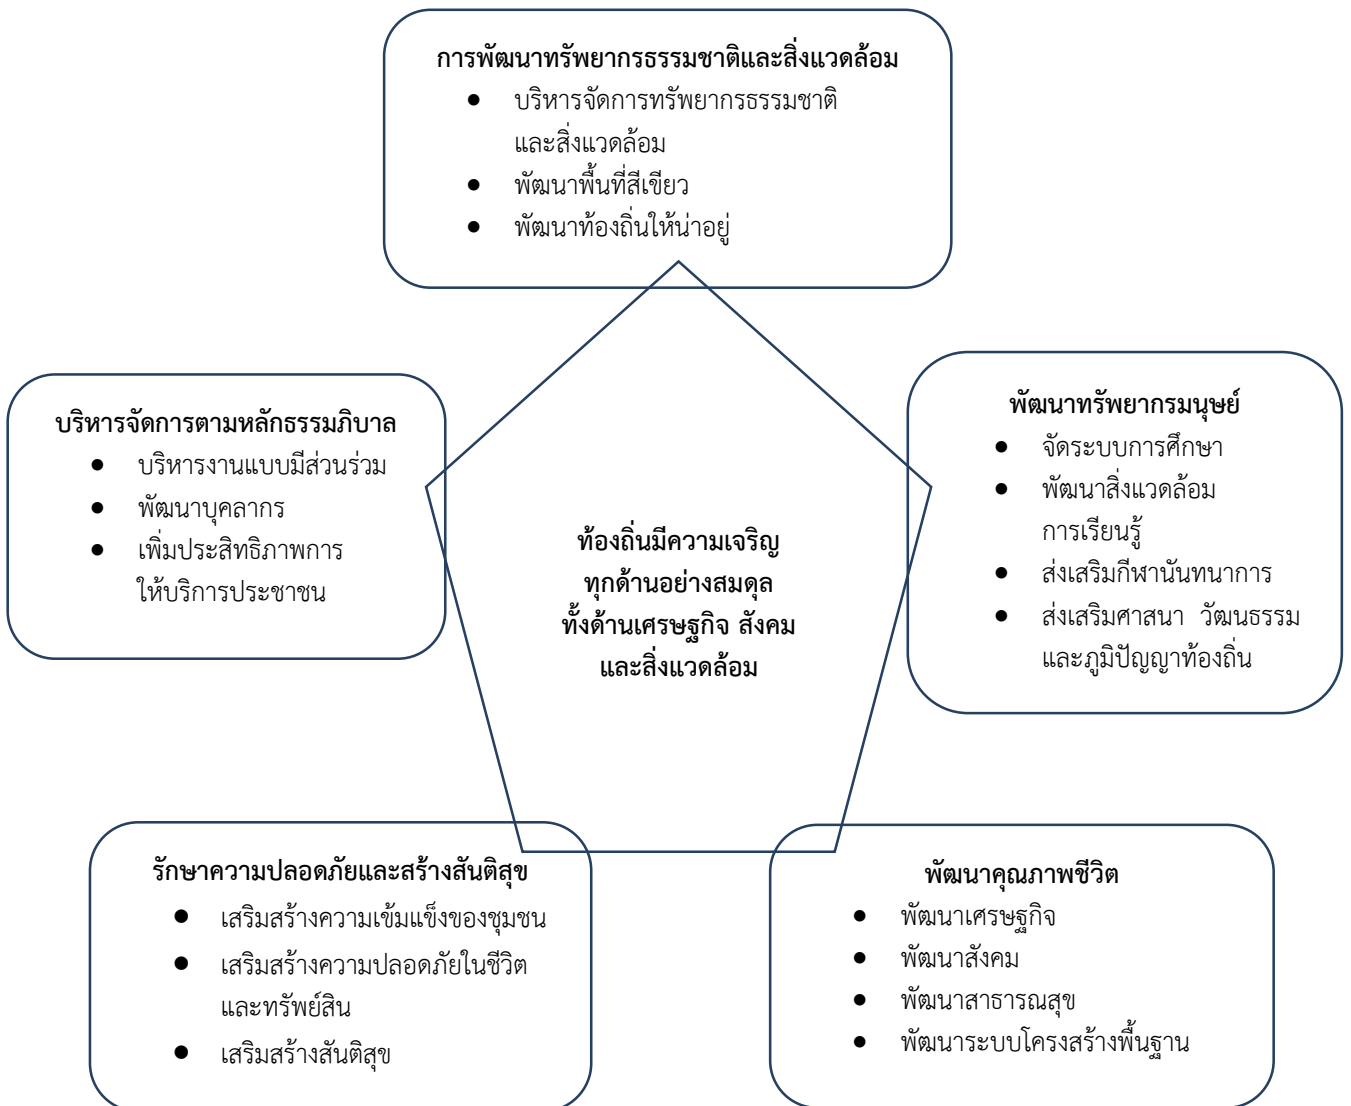 การพัฒนาทรัพยากรธรรมชาติและสิ่งแวดล้อม
● บริหารจัดการทรัพยากรธรรมชาติ
และสิ่งแวดล้อม
● พัฒนาพื้นที่สีเขียว
● พัฒนาท้องถิ่นให้น่าอยู่
บริหารจัดการตามหลักธรรมภิบาล
● บริหารงานแบบมีส่วนร่วม
● พัฒนาบุคลากร
● เพิ่มประสิทธิภาพการ
ให้บริการประชาชน
พัฒนาทรัพยากรมนุษย์
● จัดระบบการศึกษา
● พัฒนาสิ่งแวดล้อม
การเรียนรู้
● ส่งเสริมกีฬานันทนาการ
● ส่งเสริมศาสนา วัฒนธรรม
และภูมิปัญญาท้องถิ่น
ท้องถิ่นมีความเจริญ
ทุกด้านอย่างสมดุล
ทั้งด้านเศรษฐกิจ สังคม
และสิ่งแวดล้อม
รักษาความปลอดภัยและสร้างสันติสุข
● เสริมสร้างความเข้มแข็งของชุมชน
● เสริมสร้างความปลอดภัยในชีวิต
และทรัพย์สิน
● เสริมสร้างสันติสุข
พัฒนาคุณภาพชีวิต
● พัฒนาเศรษฐกิจ
● พัฒนาสังคม
● พัฒนาสาธารณสุข
● พัฒนาระบบโครงสร้างพื้นฐาน